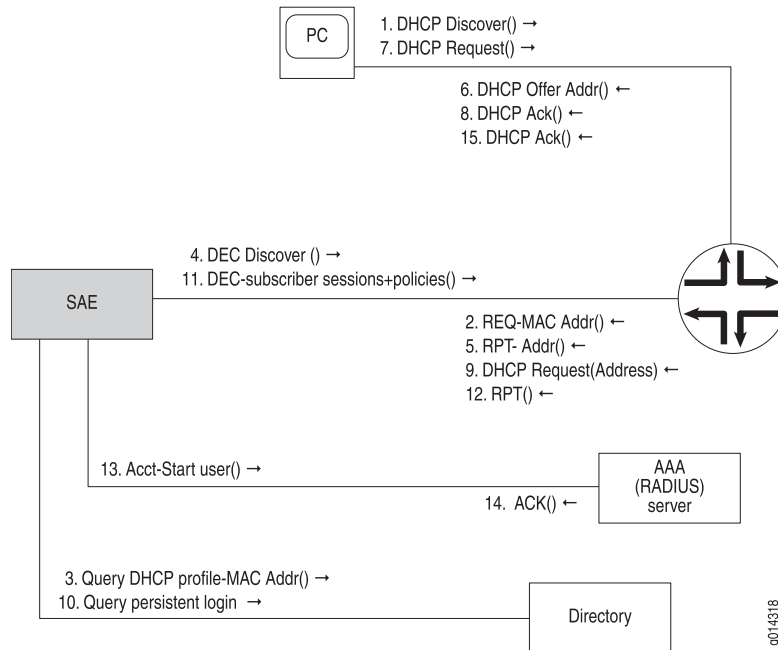 PC
1. DHCP Discover() →
7. DHCP Request() →
6. DHCP Offer Addr() ←
8. DHCP Ack() ←
15. DHCP Ack() ←
4. DEC Discover () →
11. DEC-subscriber sessions+policies() →
SAE
2. REQ-MAC Addr() ←
5. RPT- Addr() ←
9. DHCP Request(Address) ←
12. RPT() ←
13. Acct-Start user() →
AAA
(RADIUS)
server
14. ACK() ←
3. Query DHCP profile-MAC Addr() →
10. Query persistent login →
Directory
g014318